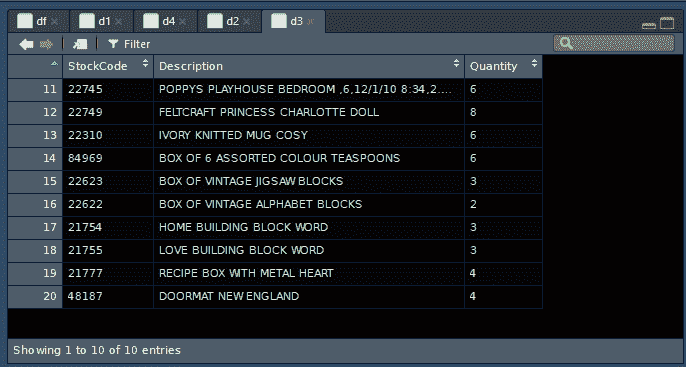 df d1 d4 d2 d3
Filter
StockCode Description Quantity
11 22745 POPPYS PLAYHOUSE BEDROOM ,6,12/1/10 8:34,2.... 6
12 22749 FELTCRAFT PRINCESS CHARLOTTE DOLL 8
13 22310 IVORY KNITTED MUG COSY 6
14 84969 BOX OF 6 ASSORTED COLOUR TEASPOONS 6
15 22623 BOX OF VINTAGE JIGSAW BLOCKS 3
16 22622 BOX OF VINTAGE ALPHABET BLOCKS 2
17 21754 HOME BUILDING BLOCK WORD 3
18 21755 LOVE BUILDING BLOCK WORD 3
19 21777 RECIPE BOX WITH METAL HEART 4
20 48187 DOORMAT NEW ENGLAND 4
Showing 1 to 10 of 10 entries